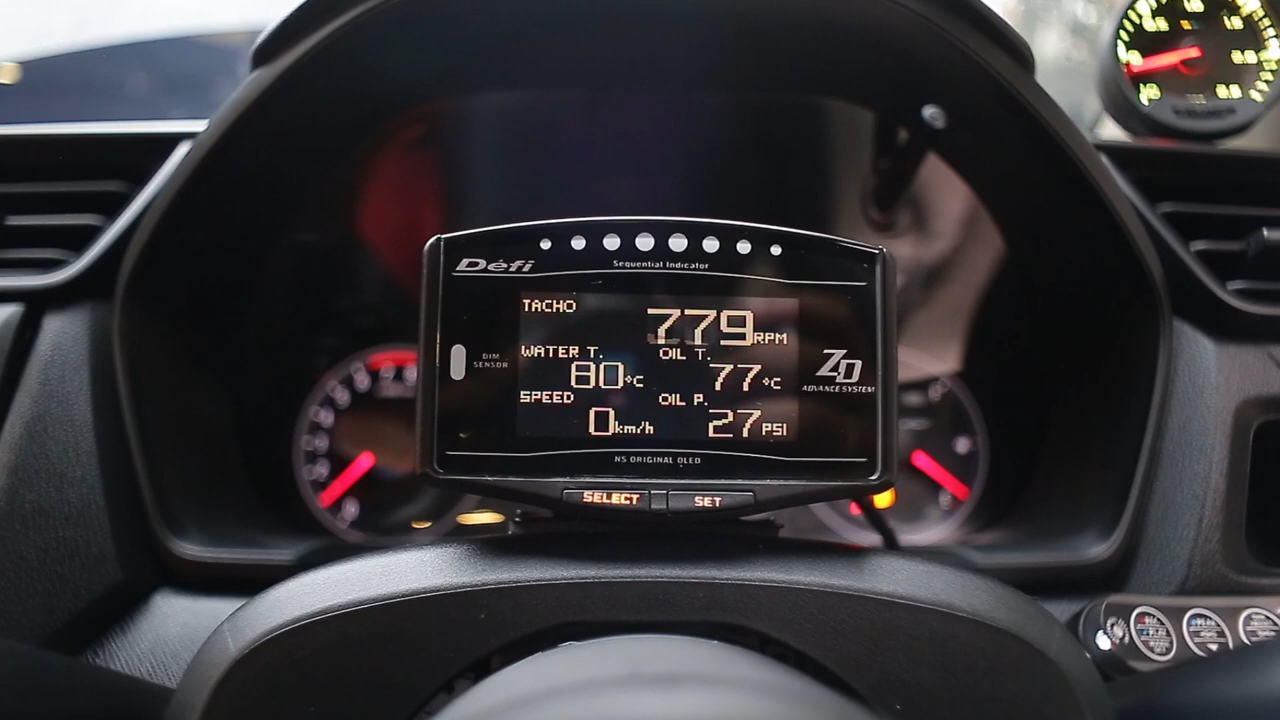 Defi
Sequential Indicator
TACHO
779RPM
WATER T. OIL T.
80°C 77°C
DIM
SENSOR
ZD
ADVANCE SYSTEM
SPEED OIL P.
0km/h 27PSI
NS ORIGINAL OLED
SELECT SET